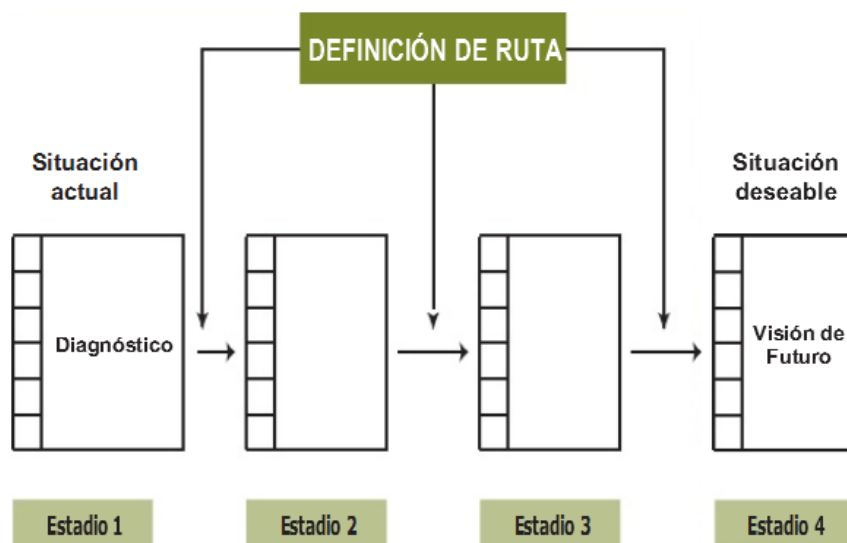 DEFINICIÓN DE RUTA
Situación
actual
Situación
deseable
Diagnóstico
Visión de
Futuro
Estadio 1
Estadio 2
Estadio 3
Estadio 4